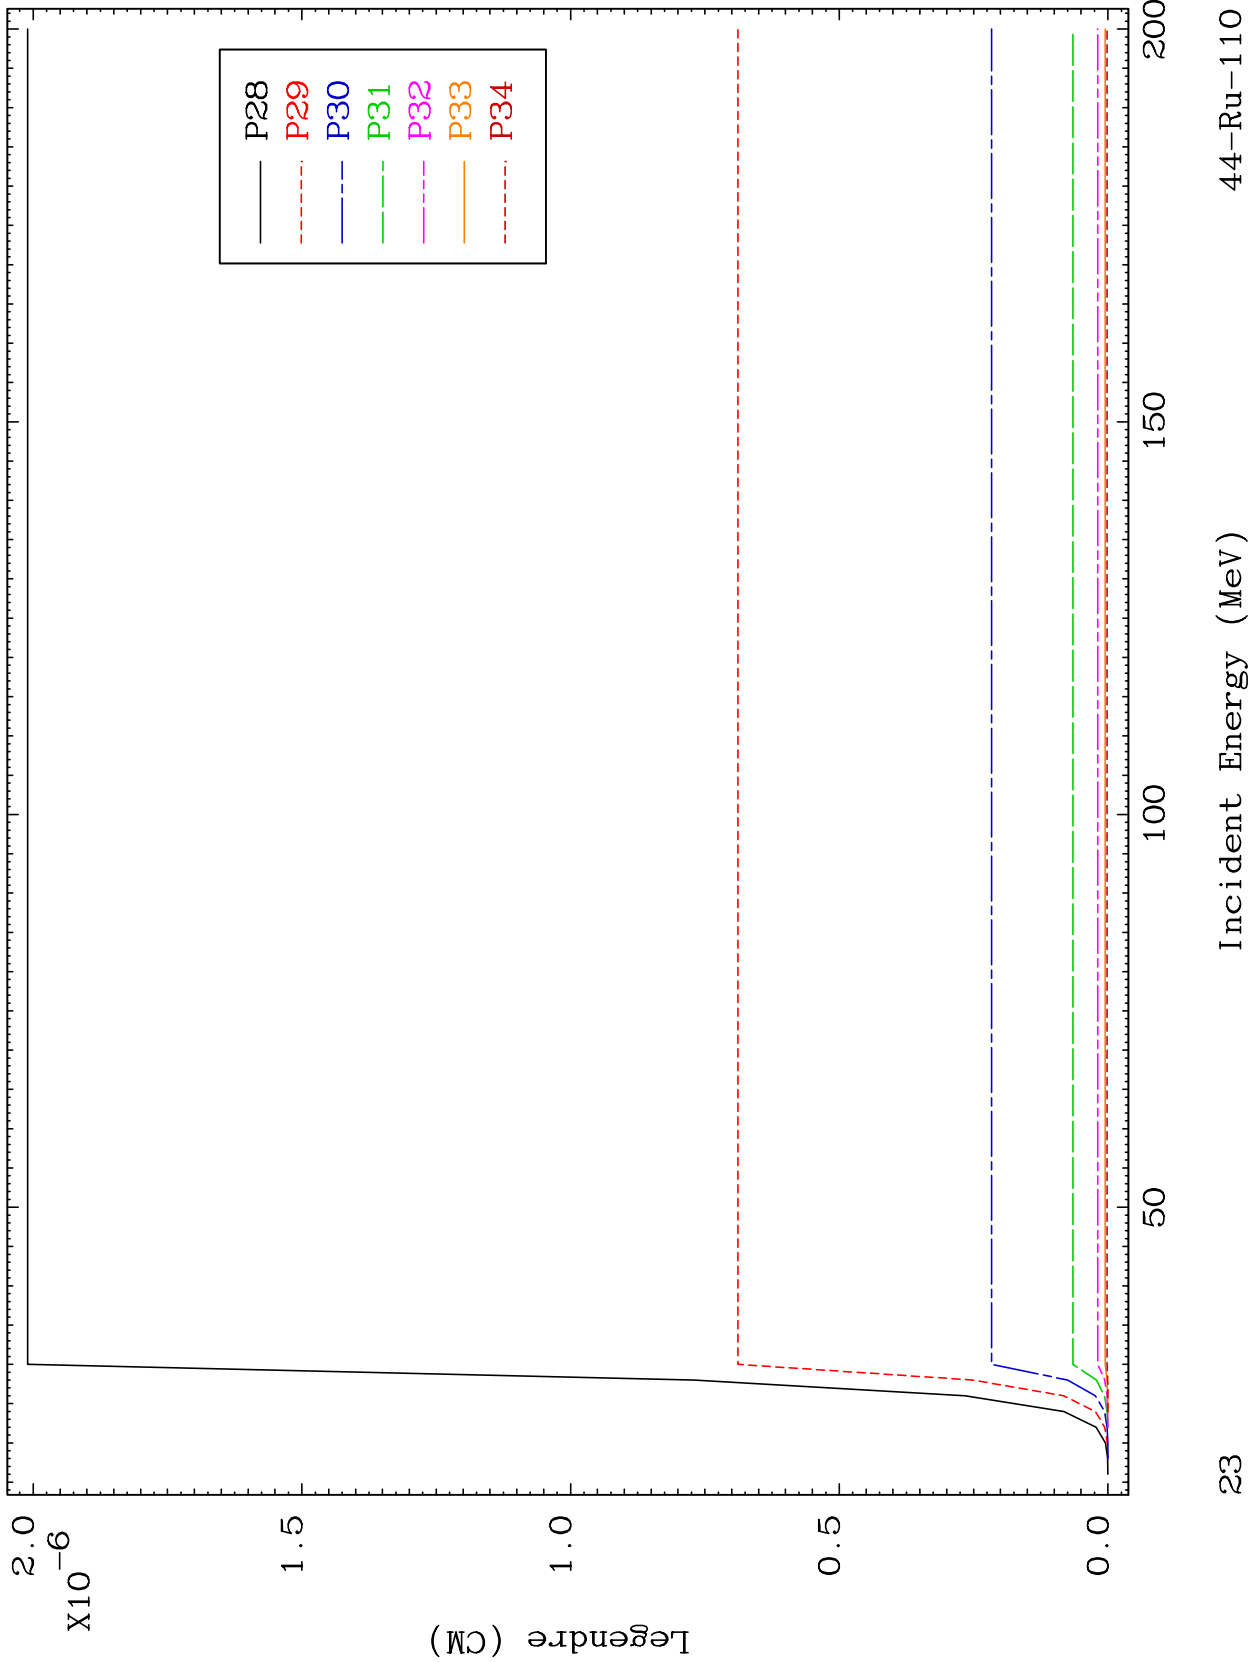 2.0
X10-6
1.5
1.0
0.5
0.0
Legendre (CM)
P28
P29
P30
P31
P32
P33
P34
50
100
150
200
Incident Energy (MeV)
23
44-Ru-110